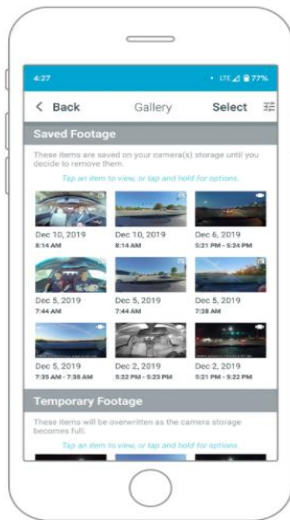 4:27 LTE 77%
Back Gallery Select
Saved Footage
These items are saved on your camera(s) storage until you
decide to remove them.
Tap an item to view, or tap and hold for options.
Dec 10, 2019 Dec 10, 2019 Dec 6, 2019
8:14 AM 8:14 AM 5:21 PM - 5:24 PM
Dec 5, 2019 Dec 5, 2019 Dec 5, 2019
7:44 AM 7:44 AM 7:38 AM
Dec 5, 2019 Dec 2, 2019 Dec 2, 2019
7:35 AM - 7:38 AM 5:22 PM - 5:23 PM 5:21 PM - 5:22 PM
Temporary Footage
These items will be overwritten as the camera storage
becomes full.
Tap an item to view, or tap and hold for options.